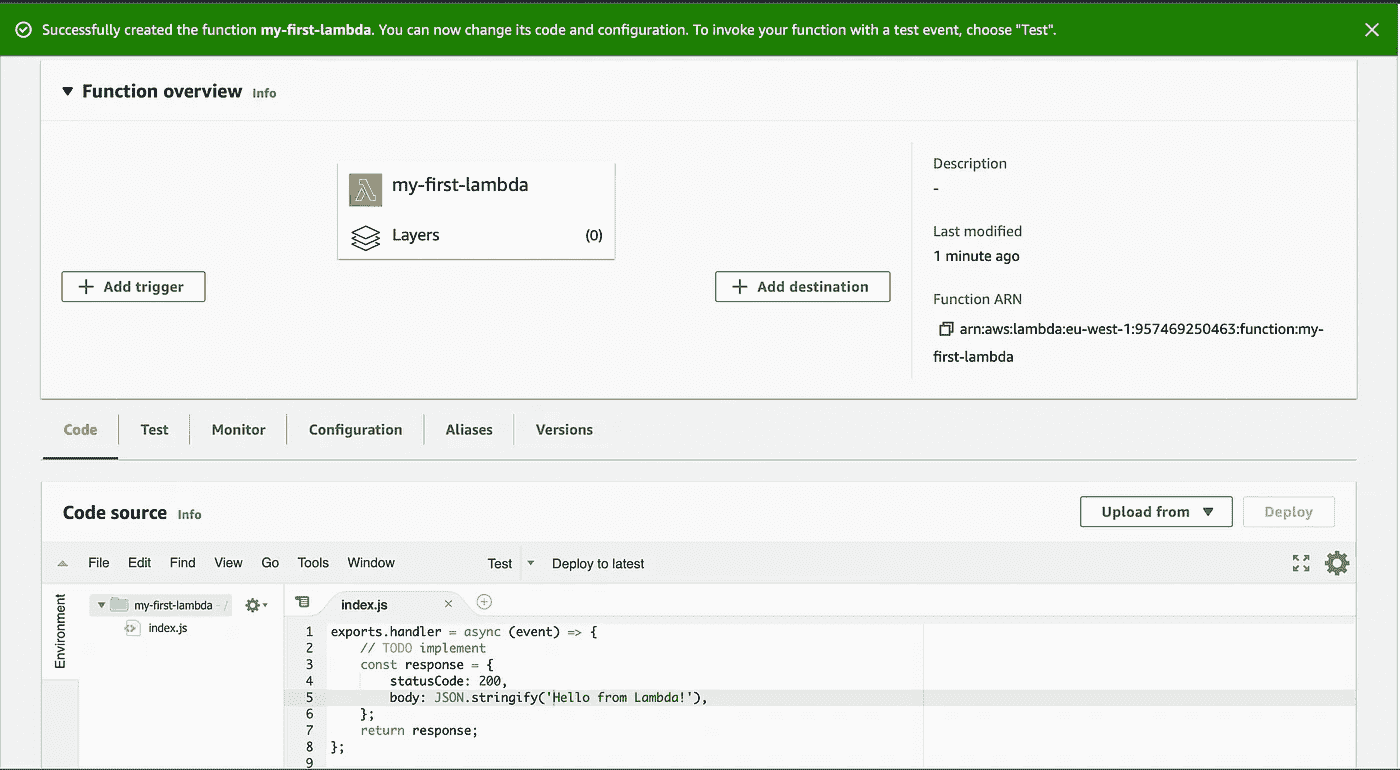 Successfully created the function my-first-lambda. You can now change its code and configuration. To invoke your function with a test event, choose "Test".
Function overview Info
my-first-lambda
Layers (0)
+ Add trigger
+ Add destination
Description
-
Last modified
1 minute ago
Function ARN
arn:aws:lambda:eu-west-1:957469250463:function:my-
first-lambda
Code Test Monitor Configuration Aliases Versions
Code source Info
Upload from Deploy
File Edit Find View Go Tools Window Test Deploy to latest
Environment
my-first-lambda - /
index.js
index.js
1 exports.handler = async (event) => {
2 // TODO implement
3 const response = {
4 statusCode: 200,
5 body: JSON.stringify('Hello from Lambda!'),
6 };
7 return response;
8 };
9